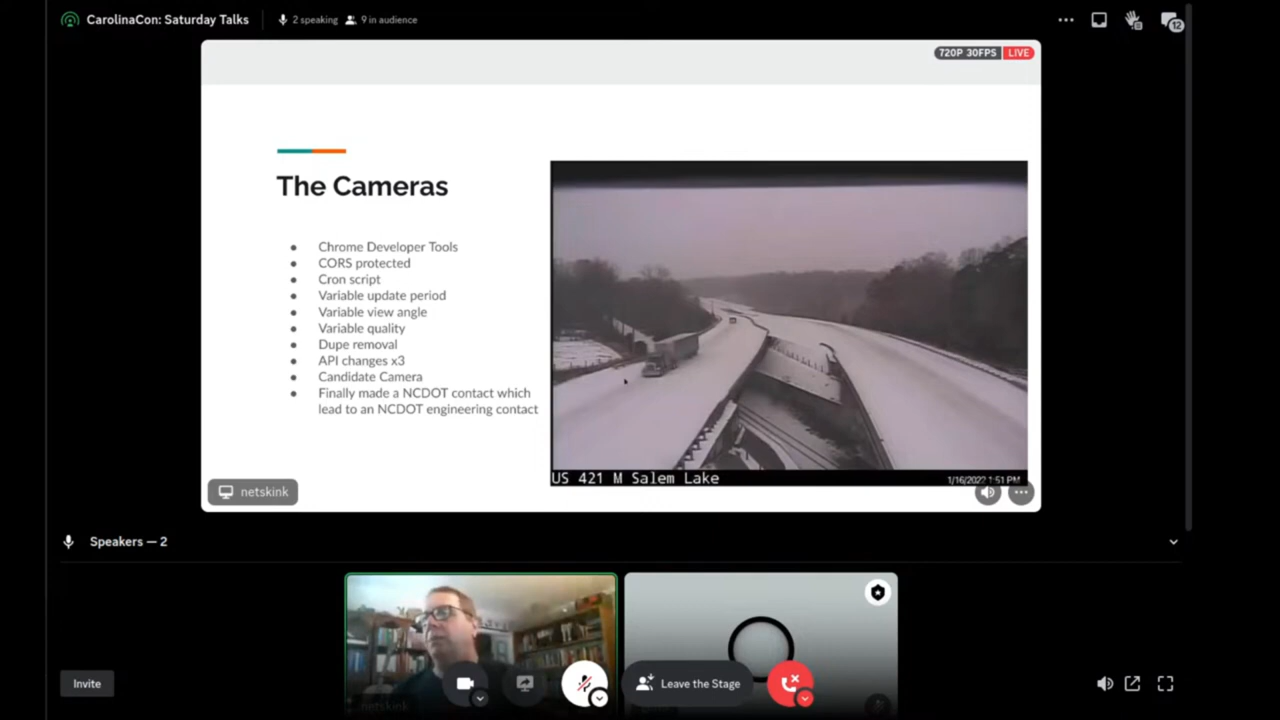 CarolinaCon: Saturday Talks
2 speaking
9 in audience
12
720P 30FPS
LIVE
The Cameras
Chrome Developer Tools
CORS protected
Cron script
Variable update period
Variable view angle
Variable quality
Dupe removal
API changes x3
Candidate Camera
Finally made a NCDOT contact which
lead to an NCDOT engineering contact
US 421 M Salem Lake
1/16/2022 1:51 PM
netskink
Speakers — 2
Invite
netskink
Leave the Stage